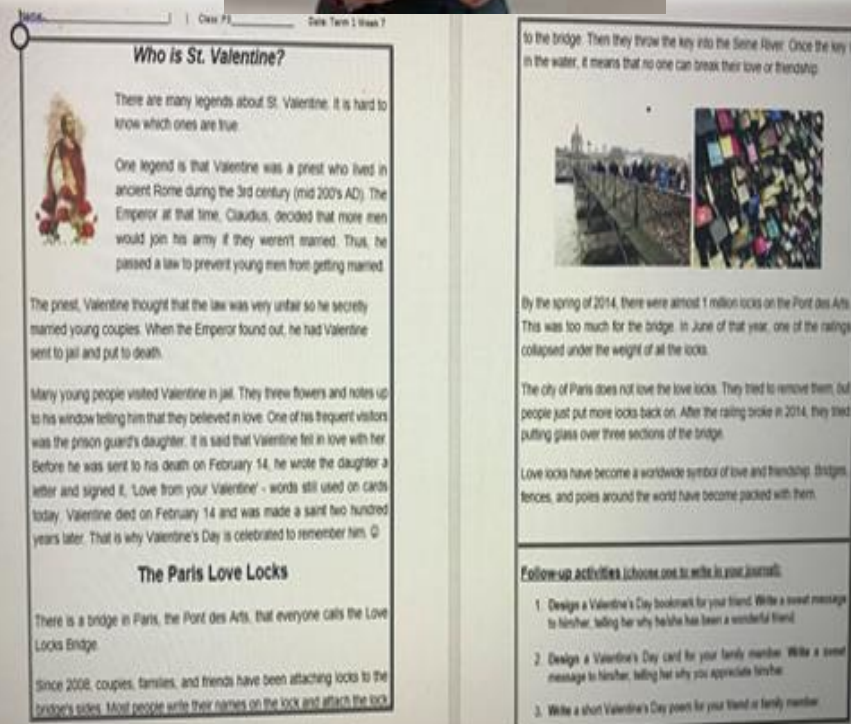 Name
Class P3
Date Term 2 Week 7
Who is St. Valentine?
There are many legends about St. Valentine. It is hard to
know which ones are true.
One legend is that Valentine was a priest who lived in
ancient Rome during the 3rd century (mid 200's AD). The
Emperor at that time, Claudius, decided that more men
would join his army if they weren't married. Thus, he
passed a law to prevent young men from getting married.
The priest, Valentine thought that the law was very unfair so he secretly
married young couples. When the Emperor found out, he had Valentine
sent to jail and put to death.
Many young people visited Valentine in jail. They threw flowers and notes up
to his window telling him that they believed in love. One of his frequent visitors
was the prison guard's daughter. It is said that Valentine fell in love with her.
Before he was sent to his death on February 14, he wrote the daughter a
letter and signed it, 'Love from your Valentine' - words still used on cards
today. Valentine died on February 14 and was made a saint two hundred
years later. That is why Valentine's Day is celebrated to remember him. ☺
The Paris Love Locks
There is a bridge in Paris, the Pont des Arts, that everyone calls the Love
Locks Bridge.
Since 2008, couples, families, and friends have been attaching locks to the
bridge's sides. Most people write their names on the lock and attach the lock
to the bridge. Then they throw the key into the Seine River. Once the key
in the water, it means that no one can break their love or friendship.
By the spring of 2014, there were almost 1 million locks on the Pont des Arts.
This was too much for the bridge. In June of that year, one of the railings
collapsed under the weight of all the locks.
The city of Paris does not love the love locks. They tried to remove them, but
people just put more locks back on. After the railing broke in 2014, they tried
putting glass over three sections of the bridge.
Love locks have become a worldwide symbol of love and friendship. Bridges,
fences, and poles around the world have become packed with them.
Follow-up activities (choose one to write in your journal):
1. Design a Valentine's Day bookmark for your friend. Write a sweet message
to him/her, telling her why he/she has been a wonderful friend.
2. Design a Valentine's Day card for your family member. Write a sweet
message to him/her, telling her why you appreciate him/her.
3. Write a short Valentine's Day poem for your friend or family member.